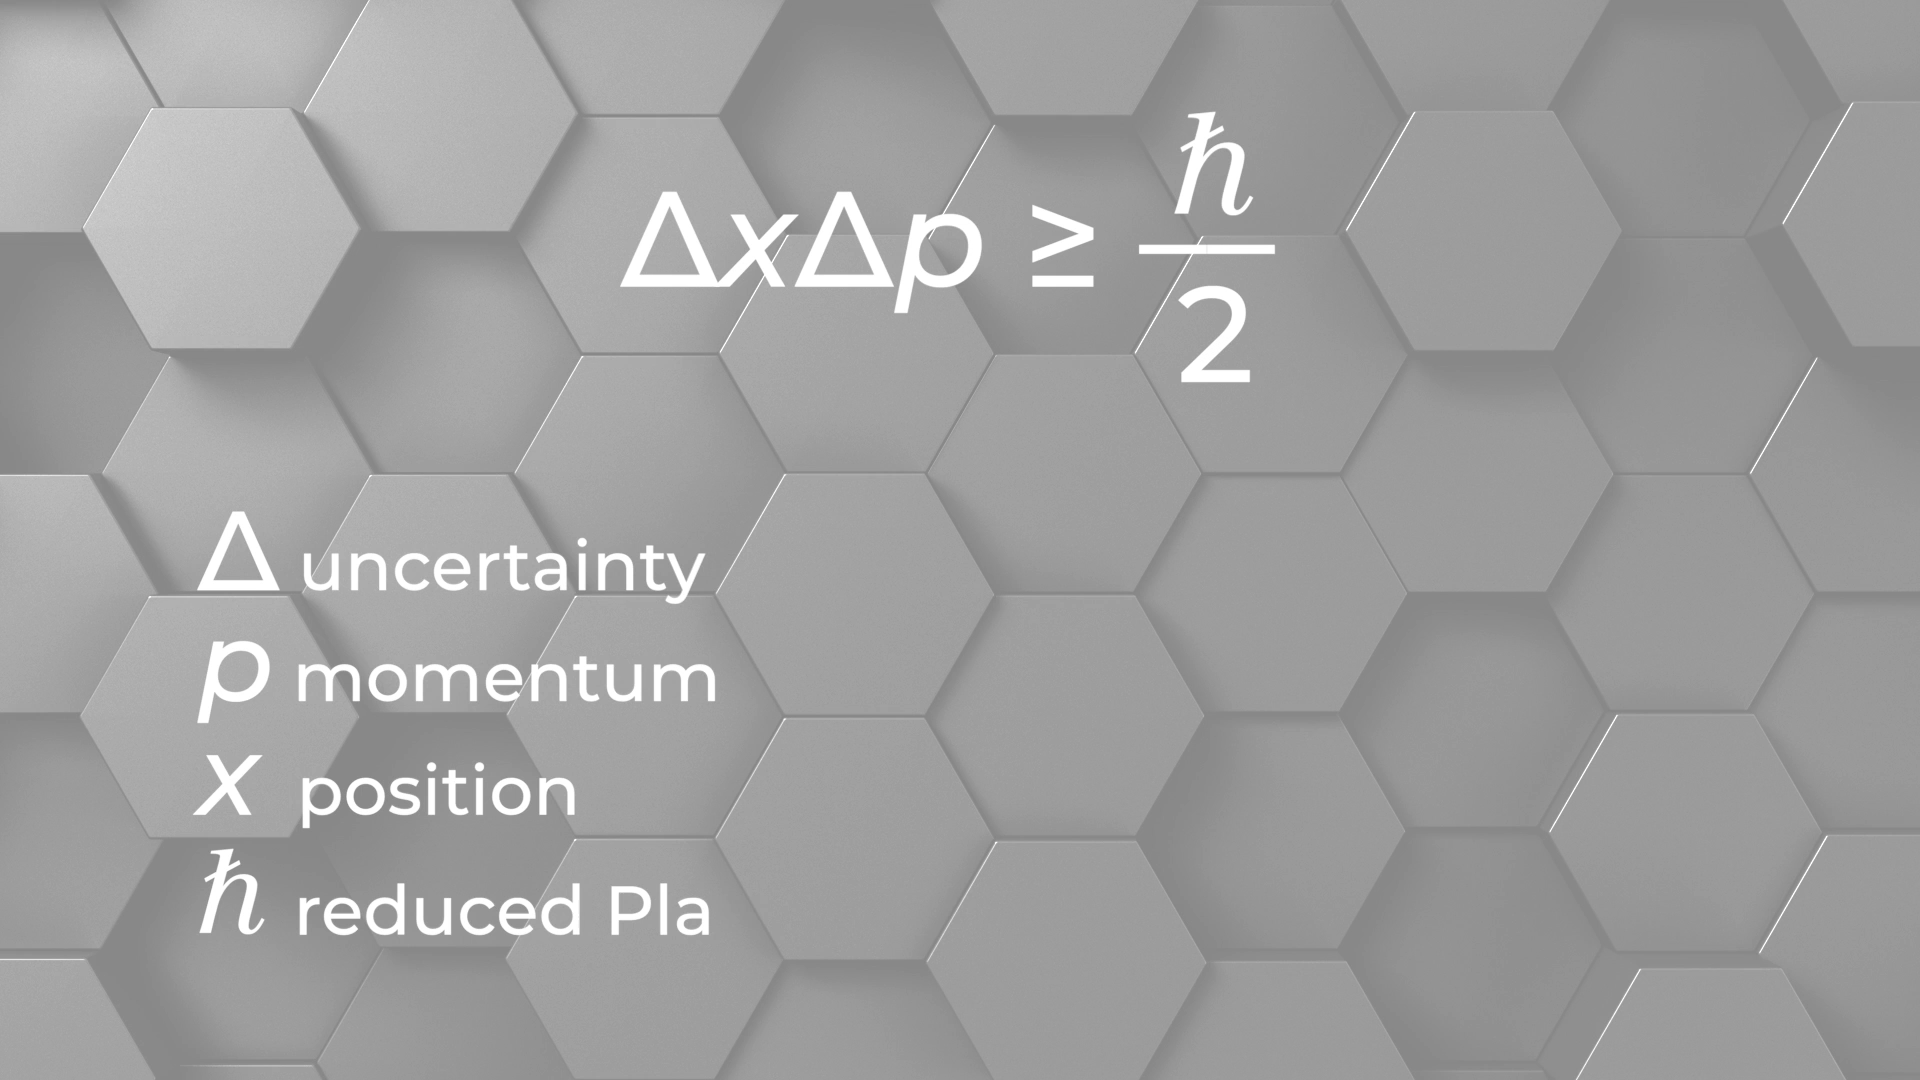 ΔxΔp ≥ ħ/2
Δ uncertainty
p momentum
x position
ħ reduced Pla